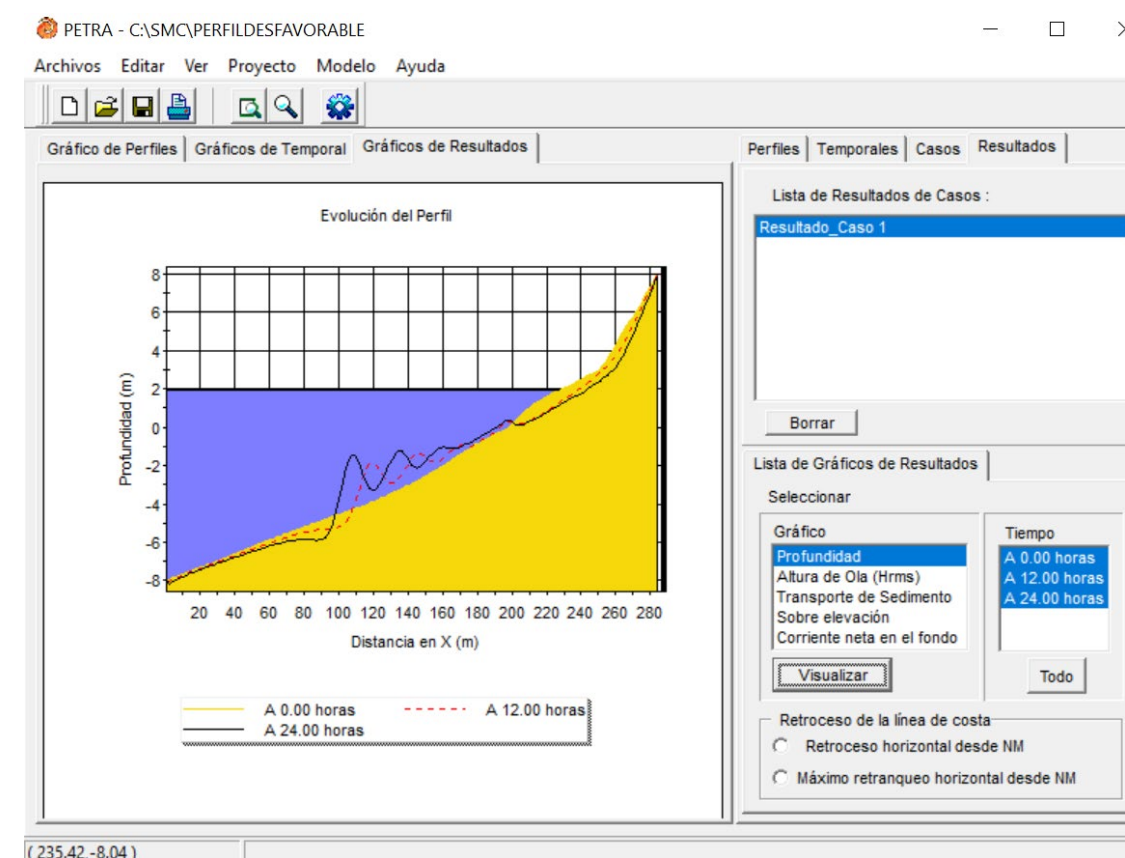 PETRA - C:\SMC\PERFILDESFAVORABLE
Archivos Editar Ver Proyecto Modelo Ayuda
Gráfico de Perfiles Gráficos de Temporal Gráficos de Resultados
Perfiles Temporales Casos Resultados
Evolución del Perfil
8
6
4
2
0
-2
-4
-6
-8
Profundidad (m)
20 40 60 80 100 120 140 160 180 200 220 240 260 280
Distancia en X (m)
A 0.00 horas A 12.00 horas
A 24.00 horas
Lista de Resultados de Casos :
Resultado_Caso 1
Borrar
Lista de Gráficos de Resultados
Seleccionar
Gráfico
Profundidad
Altura de Ola (Hrms)
Transporte de Sedimento
Sobre elevación
Corriente neta en el fondo
Visualizar
Tiempo
A 0.00 horas
A 12.00 horas
A 24.00 horas
Todo
Retroceso de la línea de costa
Retroceso horizontal desde NM
Máximo retranqueo horizontal desde NM
( 235.42,-8.04 )